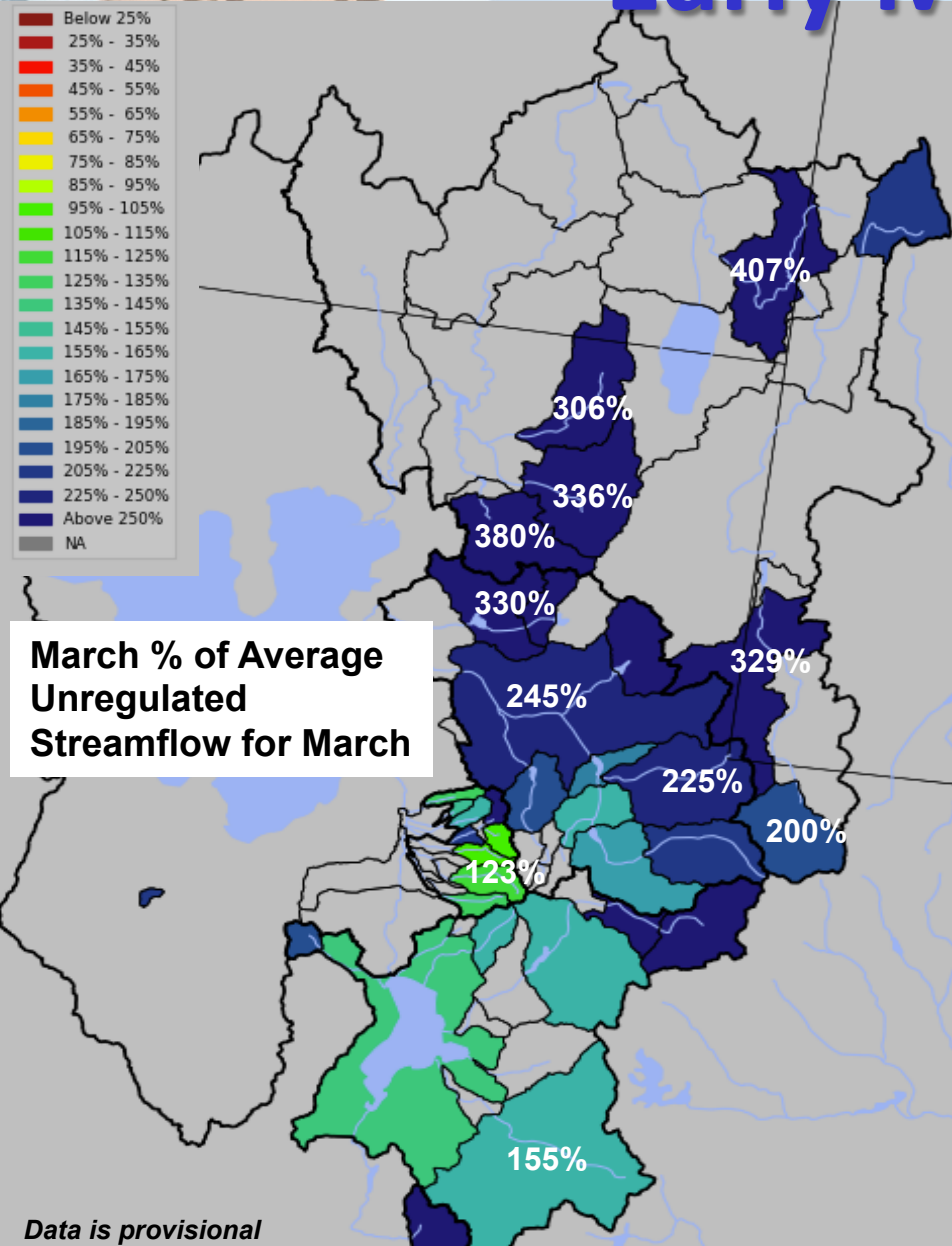 Early
Below 25%
25% - 35%
35% - 45%
45% - 55%
55% - 65%
65% - 75%
75% - 85%
85% - 95%
95% - 105%
105% - 115%
115% - 125%
125% - 135%
135% - 145%
145% - 155%
155% - 165%
165% - 175%
175% - 185%
185% - 195%
195% - 205%
205% - 225%
225% - 250%
Above 250%
NA
407%
306%
336%
380%
330%
March % of Average
Unregulated
Streamflow for March
329%
245%
225%
200%
123%
155%
Data is provisional